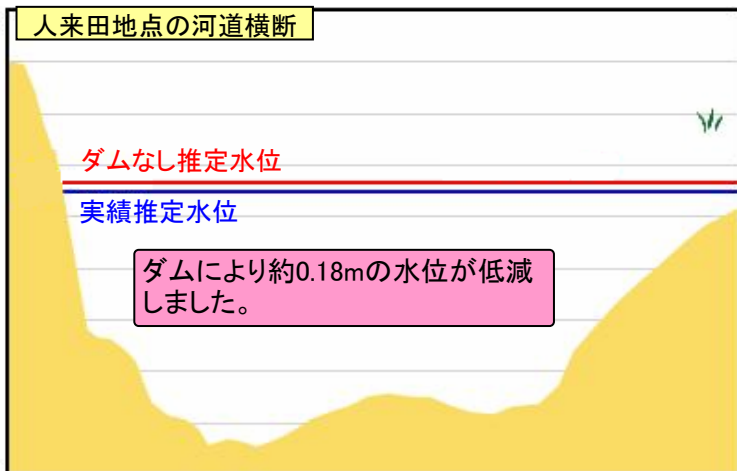 人来田地点の河道横断
ダムなし推定水位
実績推定水位
ダムにより約0.18mの水位が低減
しました。